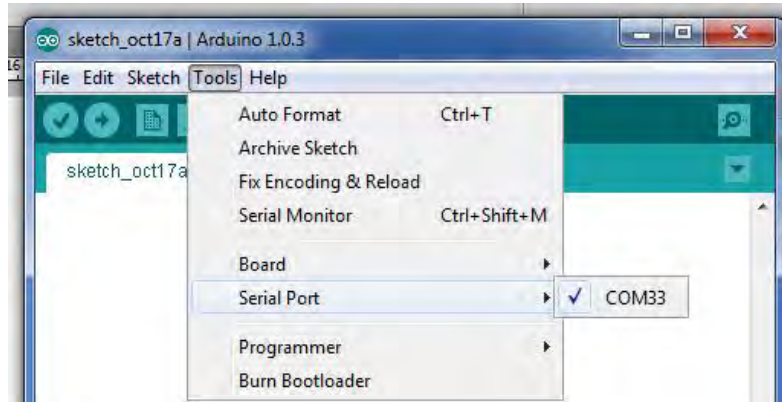 sketch_oct17a | Arduino 1.0.3
16
File Edit Sketch Tools Help
Auto Format Ctrl+T
Archive Sketch
sketch_oct17a
Fix Encoding & Reload
Serial Monitor Ctrl+Shift+M
Board
Serial Port
COM33
Programmer
Burn Bootloader